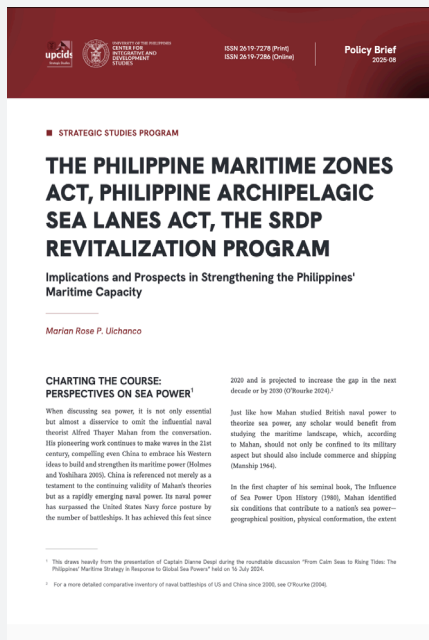 upcids
Strategic Studies
UNIVERSITY OF THE PHILIPPINES
CENTER FOR
INTEGRATIVE AND
DEVELOPMENT
STUDIES
ISSN 2619-7278 (Print)
ISSN 2619-7286 (Online)
Policy Brief
2025-08
STRATEGIC STUDIES PROGRAM
THE PHILIPPINE MARITIME ZONES
ACT, PHILIPPINE ARCHIPELAGIC
SEA LANES ACT, THE SRDP
REVITALIZATION PROGRAM
Implications and Prospects in Strengthening the Philippines'
Maritime Capacity
Marian Rose P. Uichanco
CHARTING THE COURSE:
PERSPECTIVES ON SEA POWER¹
When discussing sea power, it is not only essential
but almost a disservice to omit the influential naval
theorist Alfred Thayer Mahan from the conversation.
His pioneering work continues to make waves in the 21st
century, compelling even China to embrace his Western
ideas to build and strengthen its maritime power (Holmes
and Yoshihara 2005). China is referenced not merely as a
testament to the continuing validity of Mahan's theories
but as a rapidly emerging naval power. Its naval power
has surpassed the United States Navy force posture by
the number of battleships. It has achieved this feat since
2020 and is projected to increase the gap in the next
decade or by 2030 (O'Rourke 2024).²
Just like how Mahan studied British naval power to
theorize sea power, any scholar would benefit from
studying the maritime landscape, which, according
to Mahan, should not only be confined to its military
aspect but should also include commerce and shipping
(Manship 1964).
In the first chapter of his seminal book, The Influence
of Sea Power Upon History (1980), Mahan identified
six conditions that contribute to a nation's sea power—
geographical position, physical conformation, the extent
1 This draws heavily from the presentation of Captain Dianne Despi during the roundtable discussion "From Calm Seas to Rising Tides: The
Philippines' Maritime Strategy in Response to Global Sea Powers" held on 16 July 2024.
2 For a more detailed comparative inventory of naval battleships of US and China since 2000, see O'Rourke (2004).